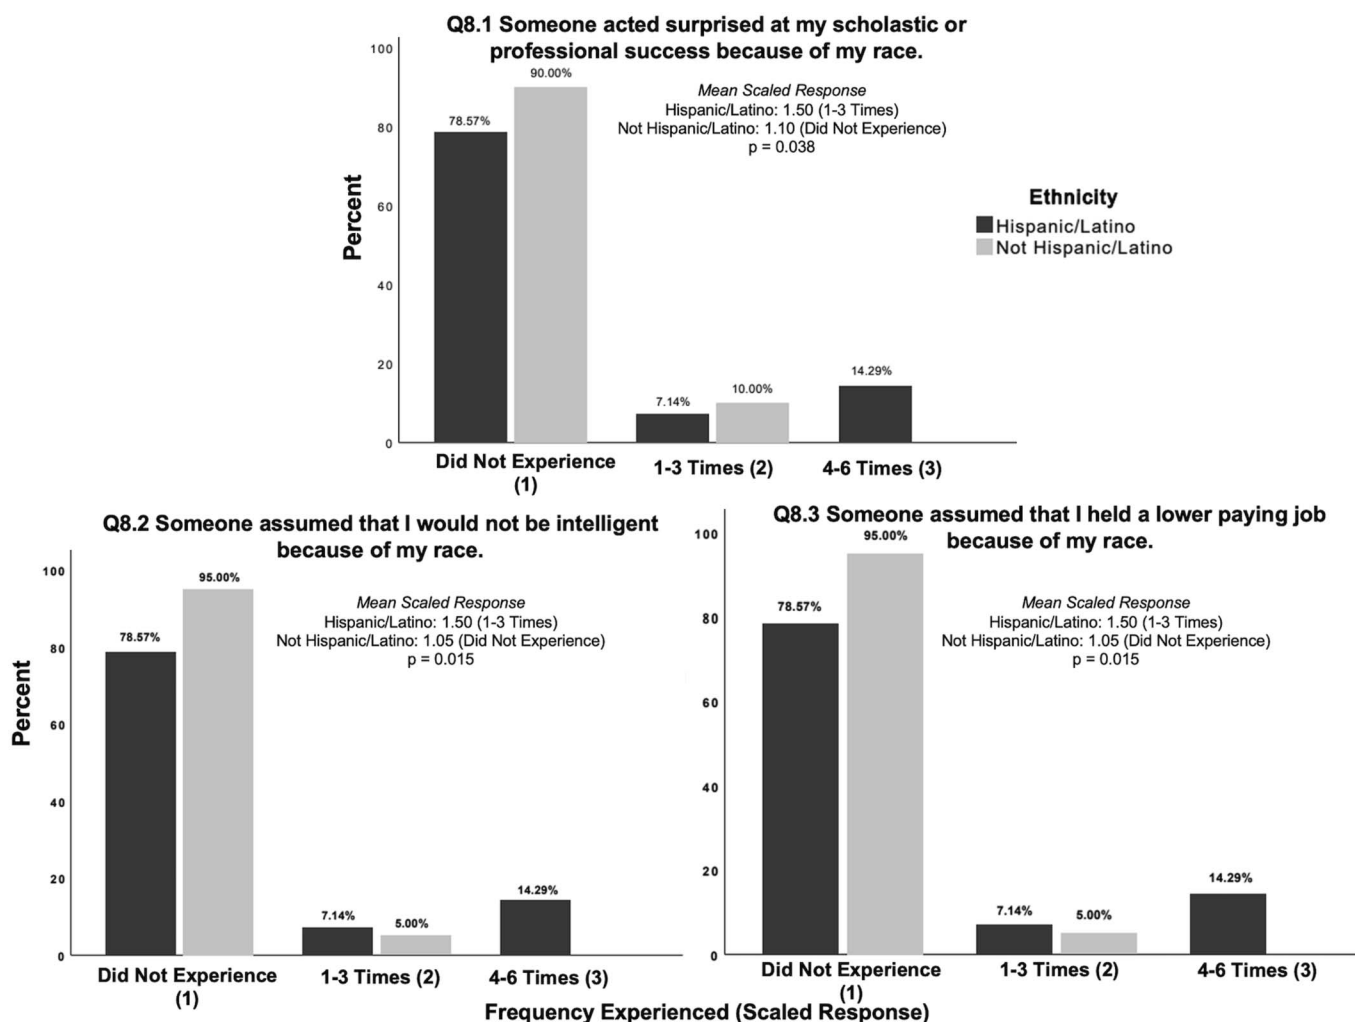 Q8.1 Someone acted surprised at my scholastic or
professional success because of my race.
Mean Scaled Response
Hispanic/Latino: 1.50 (1-3 Times)
Not Hispanic/Latino: 1.10 (Did Not Experience)
p = 0.038
Percent
100
80
60
40
20
0
78.57%
90.00%
7.14%
10.00%
14.29%
Did Not Experience
(1)
1-3 Times (2)
4-6 Times (3)
Ethnicity
Hispanic/Latino
Not Hispanic/Latino
Q8.2 Someone assumed that I would not be intelligent
because of my race.
Mean Scaled Response
Hispanic/Latino: 1.50 (1-3 Times)
Not Hispanic/Latino: 1.05 (Did Not Experience)
p = 0.015
Percent
100
80
60
40
20
0
78.57%
95.00%
7.14%
5.00%
14.29%
Did Not Experience
(1)
1-3 Times (2)
4-6 Times (3)
Q8.3 Someone assumed that I held a lower paying job
because of my race.
Mean Scaled Response
Hispanic/Latino: 1.50 (1-3 Times)
Not Hispanic/Latino: 1.05 (Did Not Experience)
p = 0.015
100
80
60
40
20
0
78.57%
95.00%
7.14%
5.00%
14.29%
Did Not Experience
(1)
1-3 Times (2)
4-6 Times (3)
Frequency Experienced (Scaled Response)